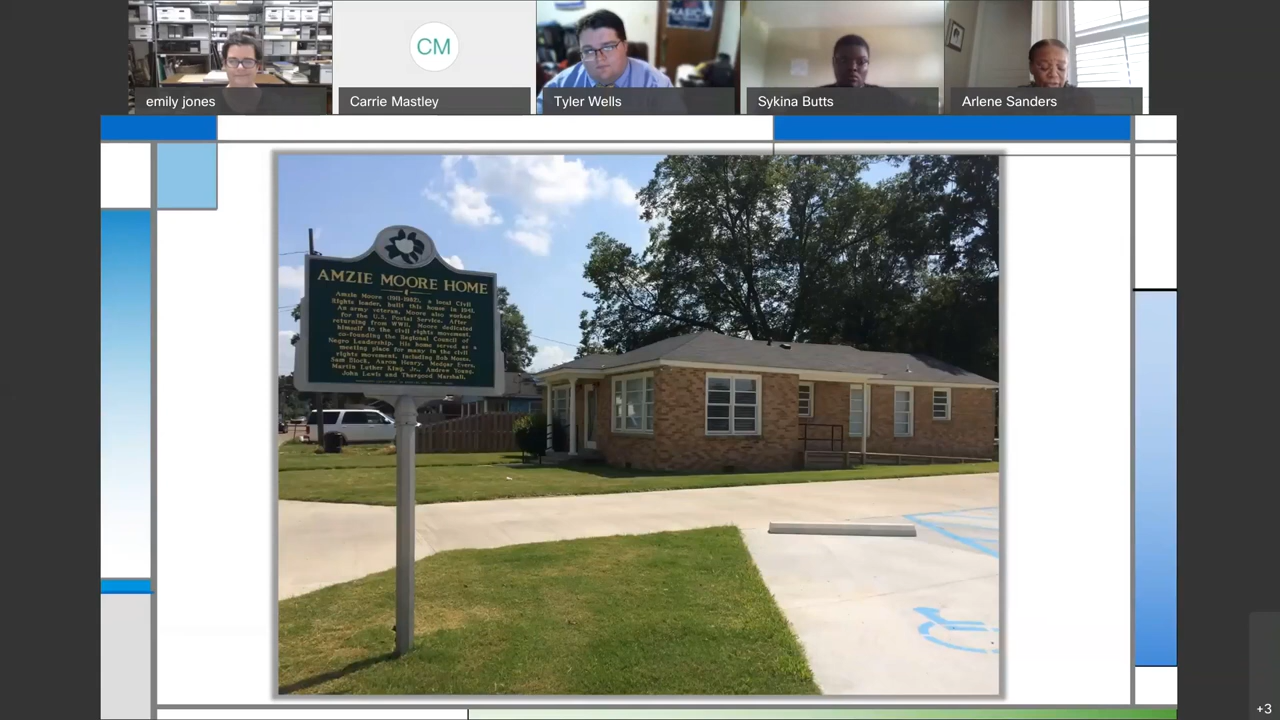 emily jones
CM
Carrie Mastley
Tyler Wells
Sykina Butts
Arlene Sanders
AMZIE MOORE HOME
Amzie Moore (1911-1982), a local Civil
Rights leader, built this house in 1941.
An army veteran, Moore also worked
for the U.S. Postal Service. After
returning from WWII, Moore dedicated
himself to the civil rights movement,
co-founding the Regional Council of
Negro Leadership. His home served as a
meeting place for many in the civil
rights movement, including Bob Moses,
Sam Block, Aaron Henry, Medgar Evers,
Martin Luther King, Jr., Andrew Young,
John Lewis and Thurgood Marshall.
+3